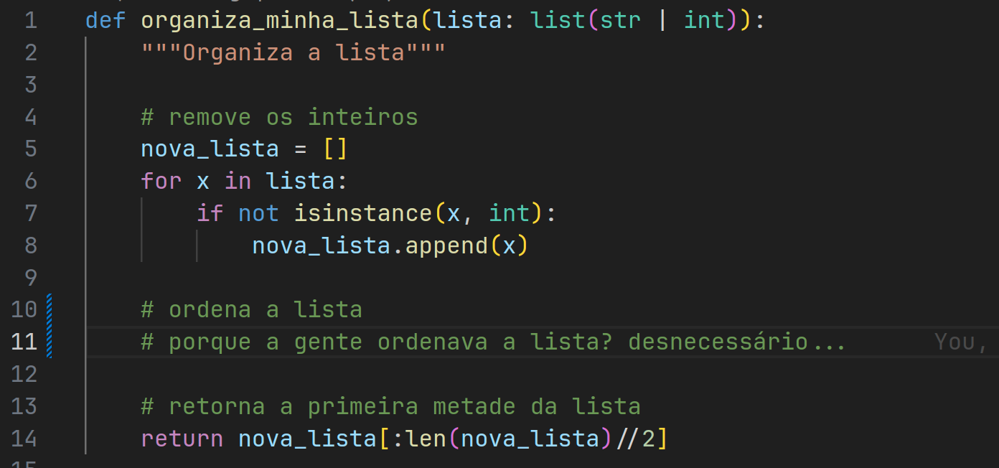 1 def organiza_minha_lista(lista: list(str | int)):
2 """Organiza a lista"""
3
4 # remove os inteiros
5 nova_lista = []
6 for x in lista:
7 if not isinstance(x, int):
8 nova_lista.append(x)
9
10 # ordena a lista
11 # porque a gente ordenava a lista? desnecessário... You,
12
13 # retorna a primeira metade da lista
14 return nova_lista[:len(nova_lista)//2]
15